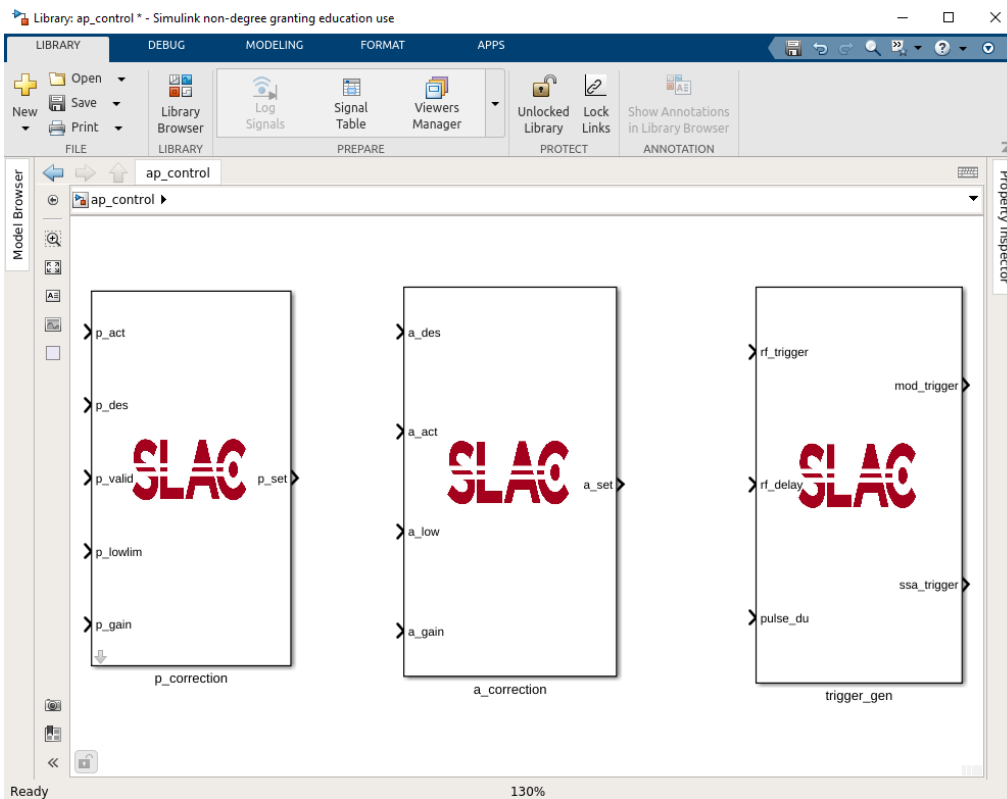 Library: ap_control * - Simulink non-degree granting education use
LIBRARY
DEBUG
MODELING
FORMAT
APPS
New
Open
Save
Print
FILE
Library
Browser
LIBRARY
Log
Signals
Signal
Table
Viewers
Manager
PREPARE
Unlocked
Library
Lock
Links
PROTECT
Show Annotations
in Library Browser
ANNOTATION
Model Browser
ap_control
ap_control
Property Inspector
p_act
p_des
p_valid
p_lowlim
p_gain
SLAC
p_set
p_correction
a_des
a_act
a_low
a_gain
SLAC
a_set
a_correction
rf_trigger
rf_delay
pulse_du
SLAC
mod_trigger
ssa_trigger
trigger_gen
Ready
130%